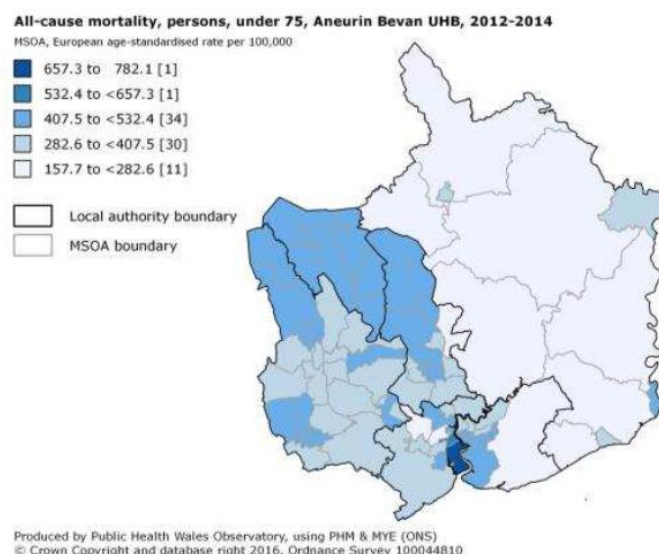 All-cause mortality, persons, under 75, Aneurin Bevan UHB, 2012-2014
MSOA, European age-standardised rate per 100,000
657.3 to 782.1 [1]
532.4 to <657.3 [1]
407.5 to <532.4 [34]
282.6 to <407.5 [30]
157.7 to <282.6 [11]
Local authority boundary
MSOA boundary
Produced by Public Health Wales Observatory, using PHM & MYE (ONS)
© Crown Copyright and database right 2016, Ordnance Survey 100044810